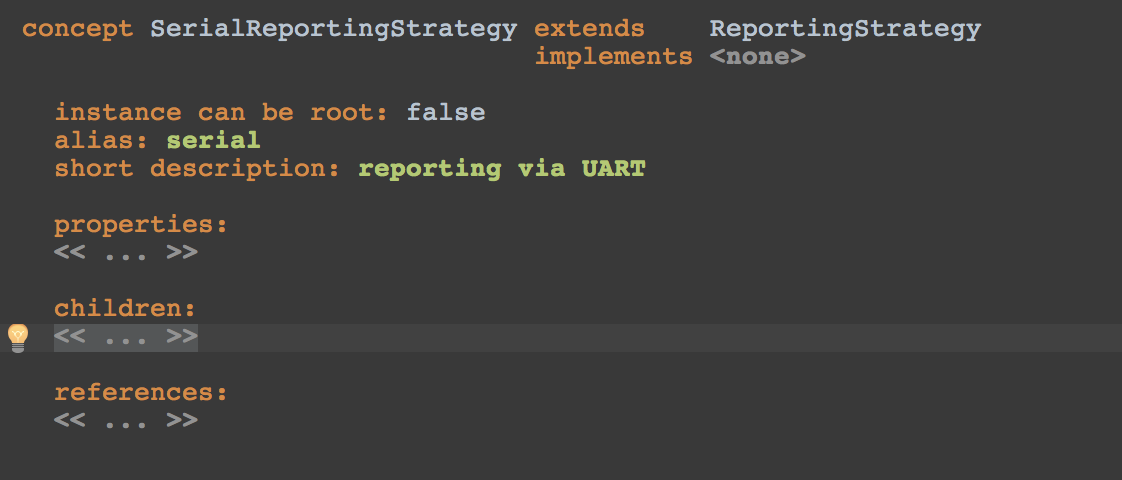 concept SerialReportingStrategy extends ReportingStrategy
implements <none>
instance can be root: false
alias: serial
short description: reporting via UART
properties:
<< ... >>
children:
<< ... >>
references:
<< ... >>